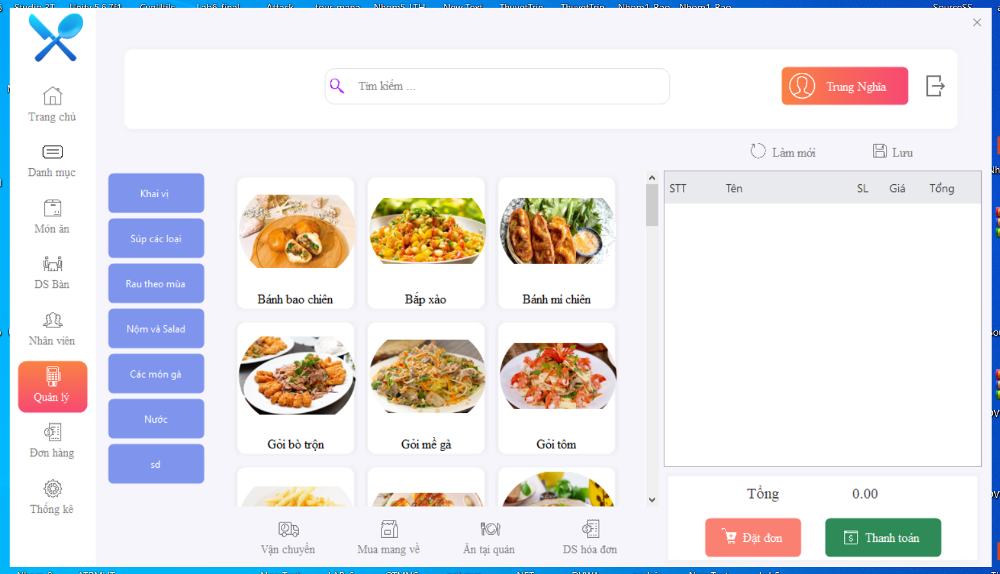 Tìm kiếm ...
Trung Nghĩa
Trang chủ
Danh mục
Món ăn
DS Bàn
Nhân viên
Quản lý
Đơn hàng
Thống kê
Làm mới
Lưu
Khai vị
Súp các loại
Rau theo mùa
Nộm và Salad
Các món gà
Nước
sd
Bánh bao chiên
Bắp xào
Bánh mì chiên
Gỏi bò trộn
Gỏi mề gà
Gỏi tôm
STT Tên SL Giá Tổng
Tổng 0.00
Đặt đơn
Thanh toán
Vận chuyển
Mua mang về
Ăn tại quán
DS hóa đơn